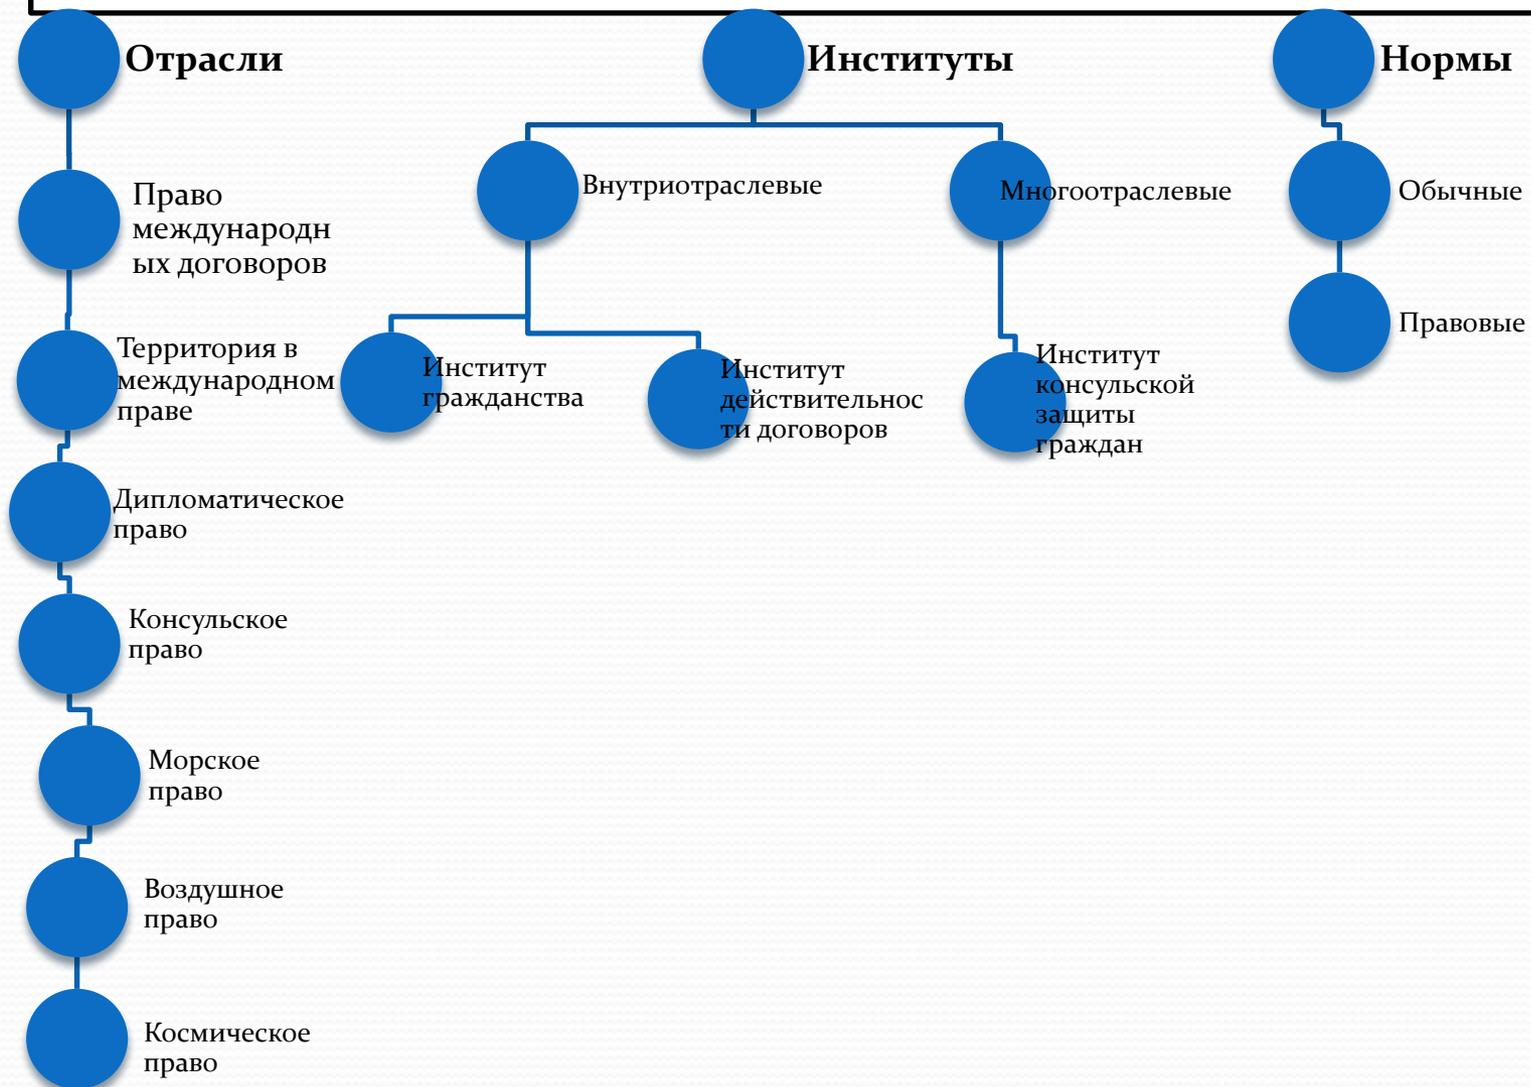 Отрасли
Право
международн
ых договоров
Территория в
международном
праве
Дипломатическое
право
Консульское
право
Морское
право
Воздушное
право
Космическое
право
Институты
Внутриотраслевые
Институт
гражданства
Институт
действительнос
ти договоров
Многоотраслевые
Институт
консульской
защиты
граждан
Нормы
Обычные
Правовые